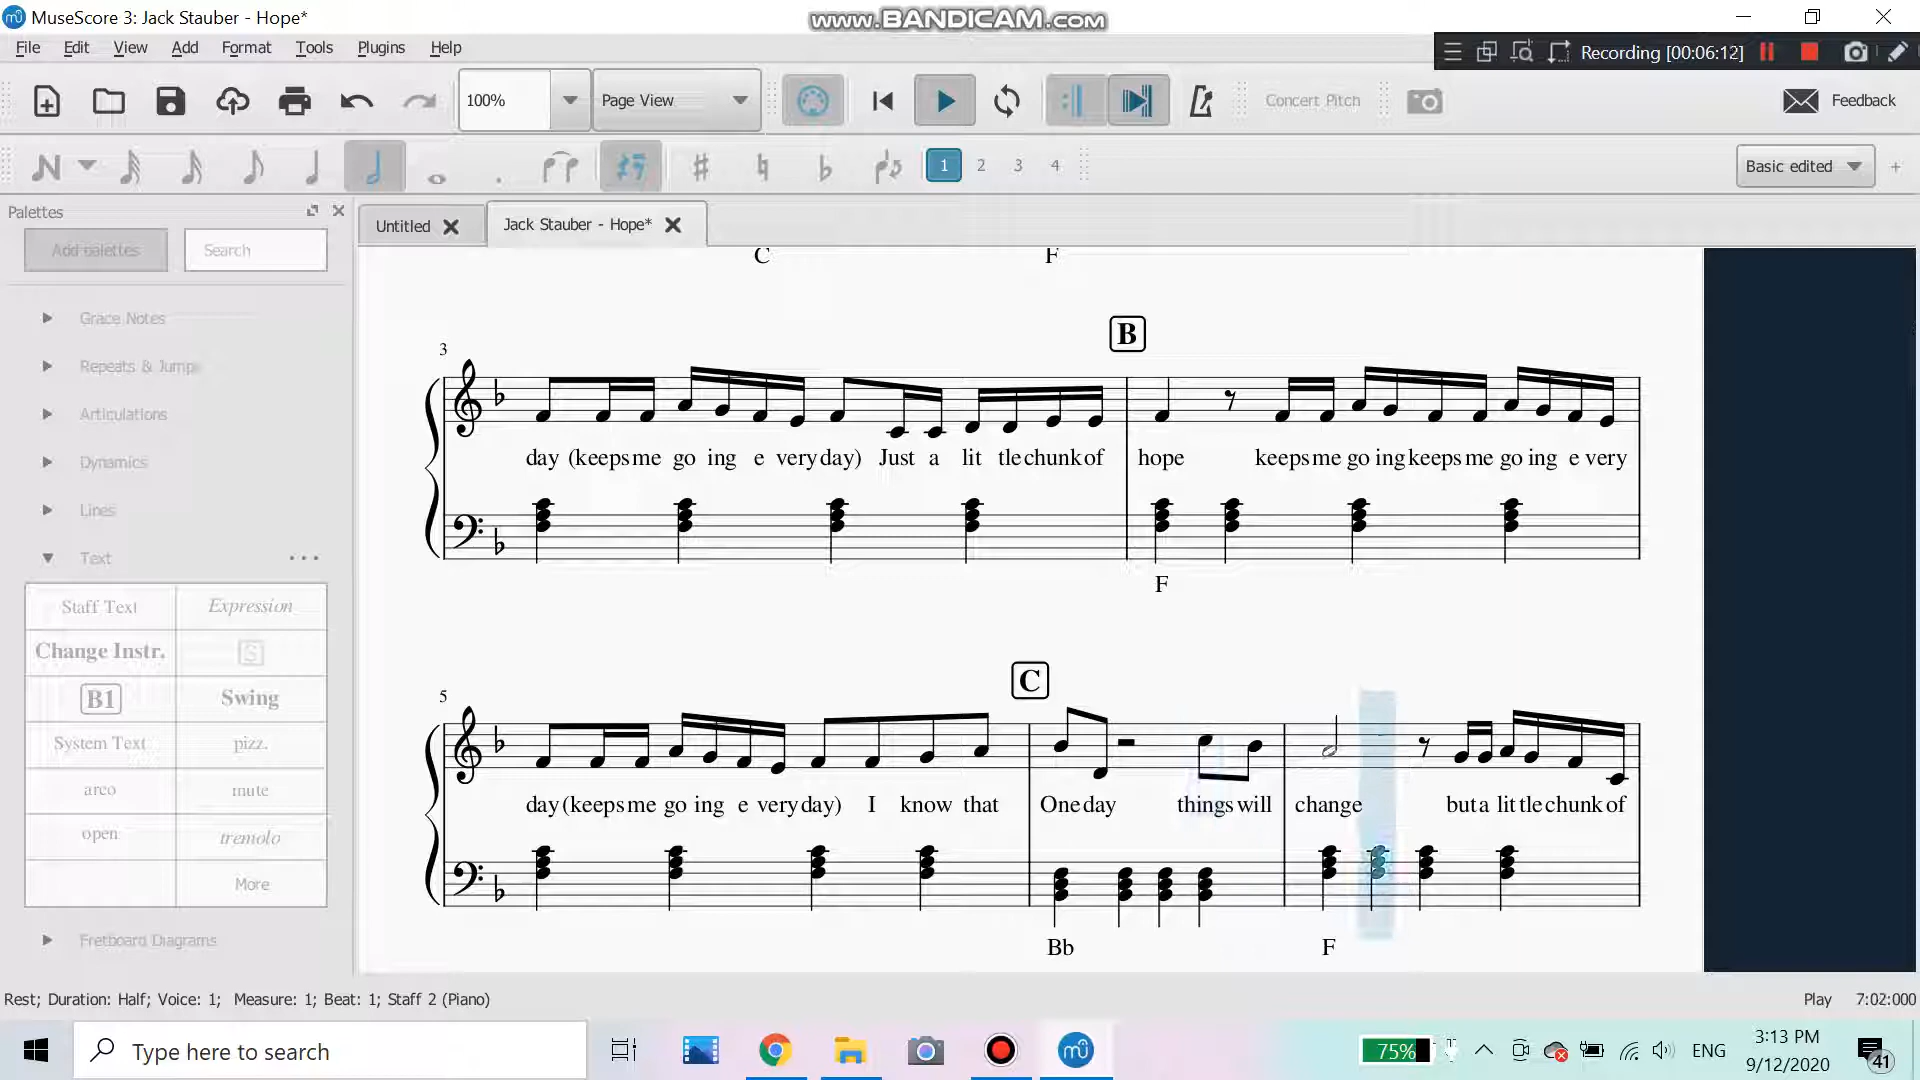 MuseScore 3: Jack Stauber - Hope*
www.BANDICAM.com
File Edit View Add Format Tools Plugins Help
Recording [00:06:12]
100%
Page View
Concert Pitch
Feedback
1 2 3 4
Basic edited
Palettes
Untitled
Jack Stauber - Hope*
Add palettes
Search
C F
Grace Notes
Repeats & Jumps
Articulations
Dynamics
Lines
Text
Staff Text Expression
Change Instr. S
B1 Swing
System Text pizz.
arco mute
open tremolo
More
Fretboard Diagrams
B
3
day (keeps me go ing e very day) Just a lit tle chunk of hope keeps me go ing keeps me go ing e very
F
C
5
day (keeps me go ing e very day) I know that One day things will change but a lit tle chunk of
Bb F
Rest; Duration: Half; Voice: 1; Measure: 1; Beat: 1; Staff 2 (Piano)
Play 7:02:000
Type here to search
75%
ENG
3:13 PM
9/12/2020
41